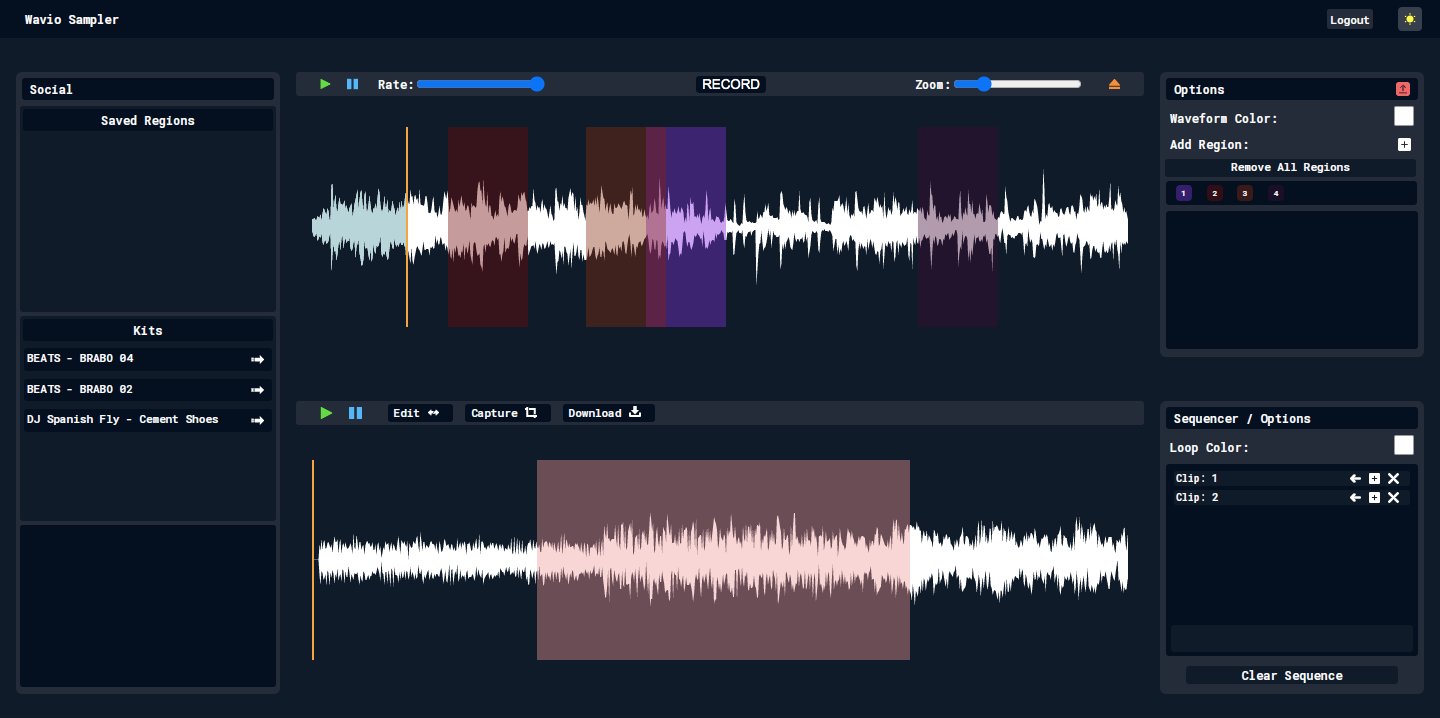 Wavio Sampler
Logout
Social
Saved Regions
Kits
BEATS - BRABO 04
BEATS - BRABO 02
DJ Spanish Fly - Cement Shoes
Rate:
RECORD
Zoom:
Edit
Capture
Download
Options
Waveform Color:
Add Region:
Remove All Regions
1 2 3 4
Sequencer / Options
Loop Color:
Clip: 1
Clip: 2
Clear Sequence